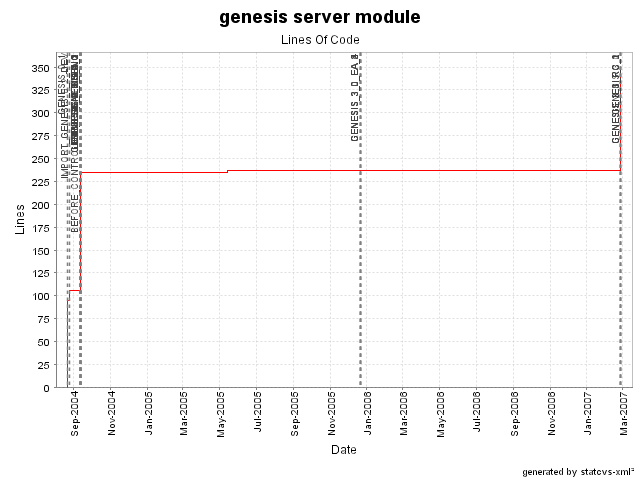 genesis server module
Lines Of Code
350
325
300
275
250
225
200
175
150
125
100
75
50
25
0
Lines
GENESIS 3_0_EA_
Sep-2004
Nov-2004
Jan-2005
Mar-2005
May-2005
Jul-2005
Sep-2005
Nov-2005
Jan-2006
Mar-2006
May-2006
Jul-2006
Sep-2006
Nov-2006
Jan-2007
Mar-2007
Date
generated by statcvs-xml²